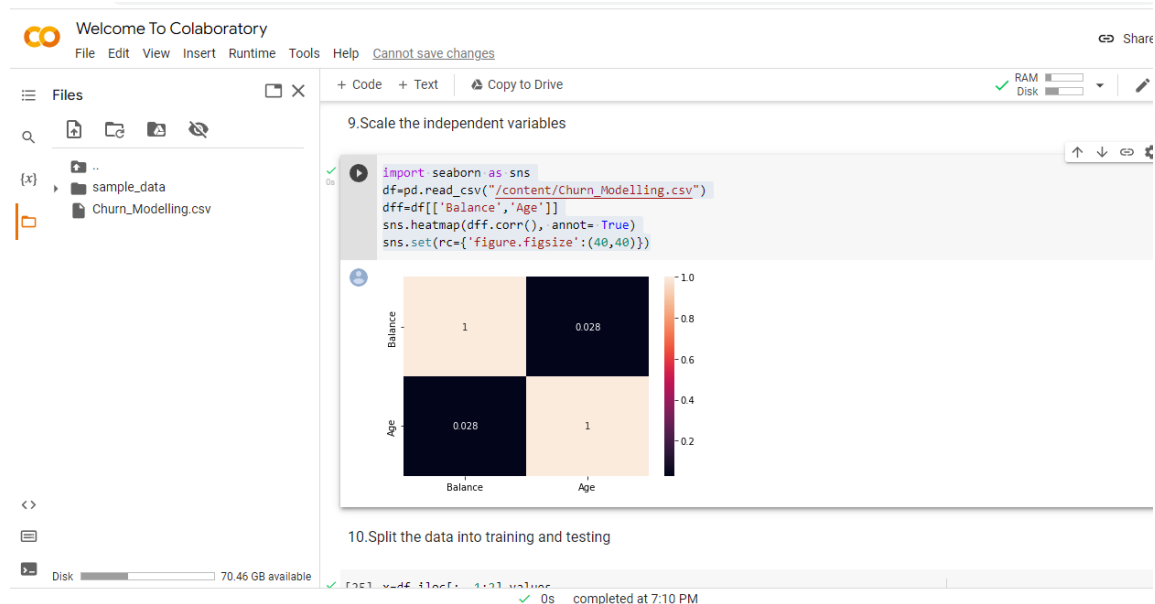 Welcome To Colaboratory
File Edit View Insert Runtime Tools Help Cannot save changes
Share
Files
+ Code + Text Copy to Drive
RAM
Disk
{x}
..
sample_data
Churn_Modelling.csv
9.Scale the independent variables
0s
import seaborn as sns
df=pd.read_csv("/content/Churn_Modelling.csv")
dff=df[['Balance','Age']]
sns.heatmap(dff.corr(), annot= True)
sns.set(rc={'figure.figsize':(40,40)})
Balance
Age
1
0.028
0.028
1
Balance
Age
1.0
0.8
0.6
0.4
0.2
10.Split the data into training and testing
Disk 70.46 GB available
0s completed at 7:10 PM